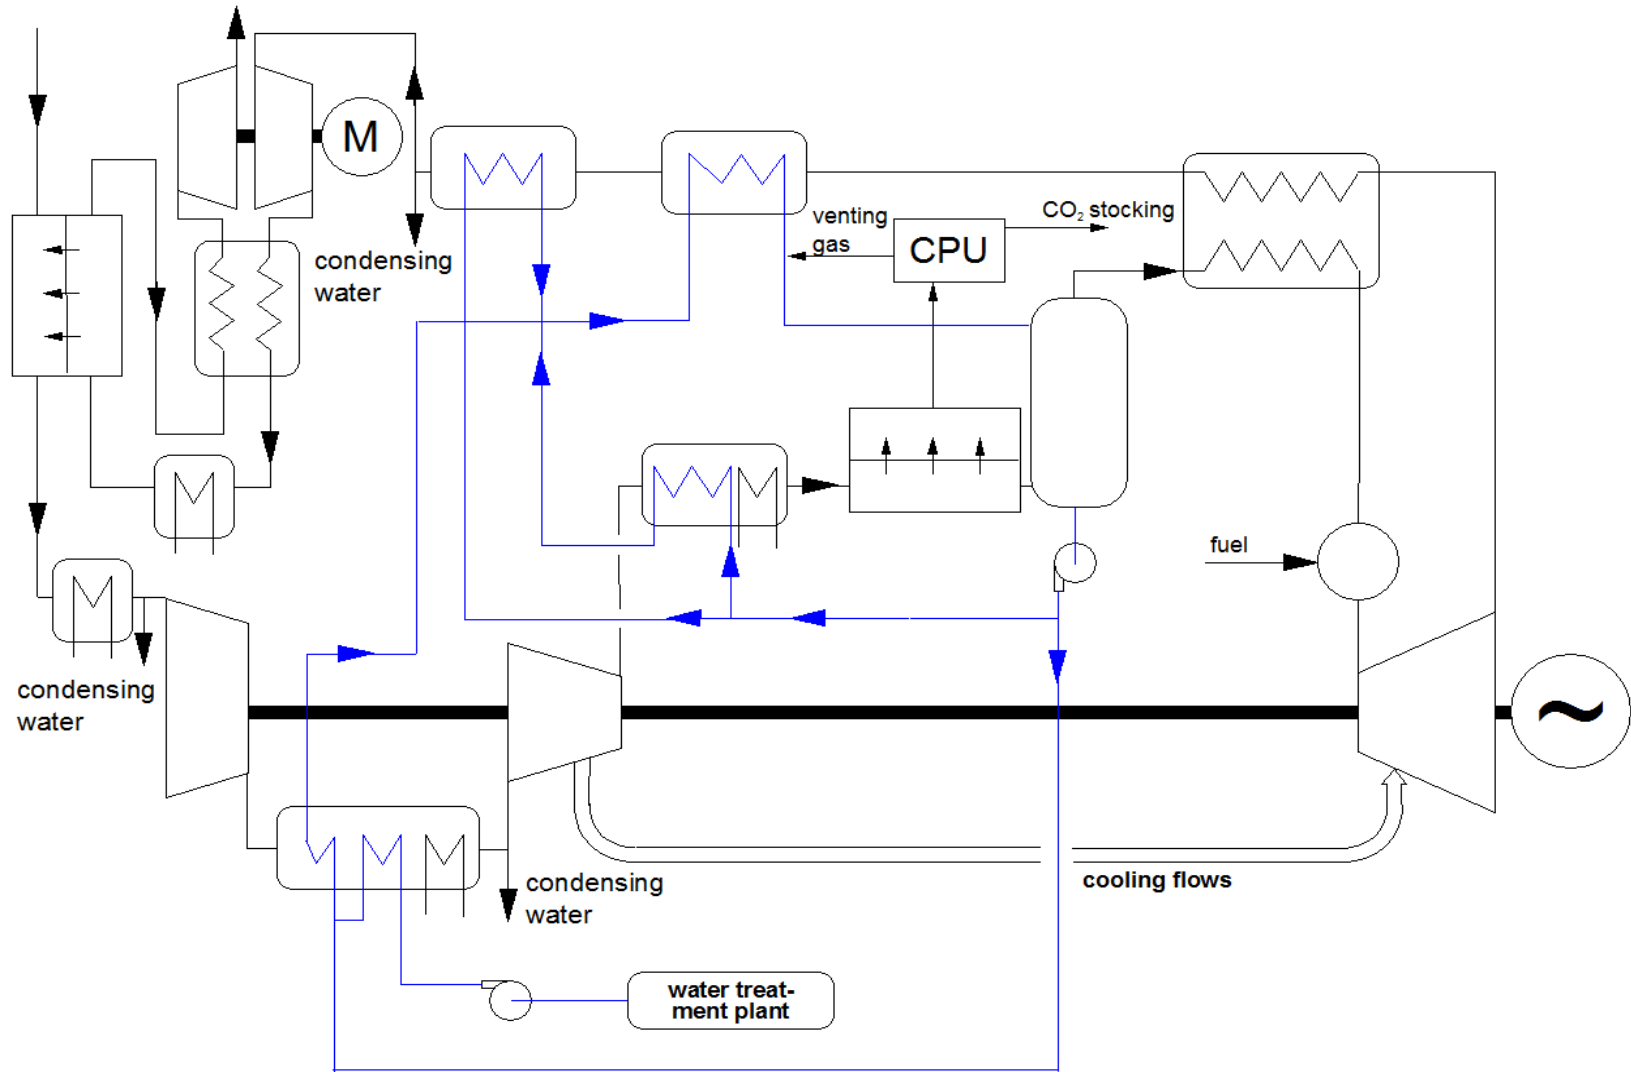 M
condensing
water
venting
gas
CPU
CO₂ stocking
fuel
condensing
water
~
cooling flows
condensing
water
water treat-
ment plant